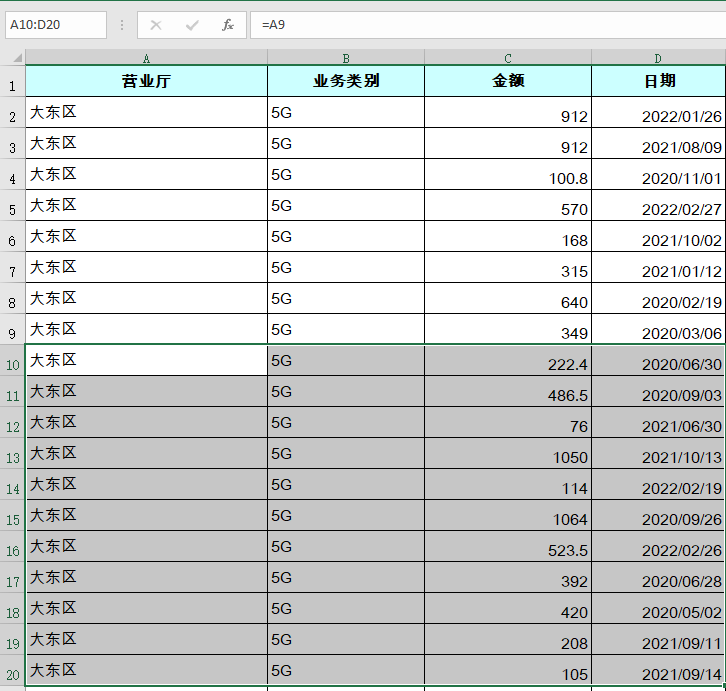 A10:D20 fx =A9
A B C D
1 营业厅 业务类别 金额 日期
2 大东区 5G 912 2022/01/26
3 大东区 5G 912 2021/08/09
4 大东区 5G 100.8 2020/11/01
5 大东区 5G 570 2022/02/27
6 大东区 5G 168 2021/10/02
7 大东区 5G 315 2021/01/12
8 大东区 5G 640 2020/02/19
9 大东区 5G 349 2020/03/06
10 大东区 5G 222.4 2020/06/30
11 大东区 5G 486.5 2020/09/03
12 大东区 5G 76 2021/06/30
13 大东区 5G 1050 2021/10/13
14 大东区 5G 114 2022/02/19
15 大东区 5G 1064 2020/09/26
16 大东区 5G 523.5 2022/02/26
17 大东区 5G 392 2020/06/28
18 大东区 5G 420 2020/05/02
19 大东区 5G 208 2021/09/11
20 大东区 5G 105 2021/09/14